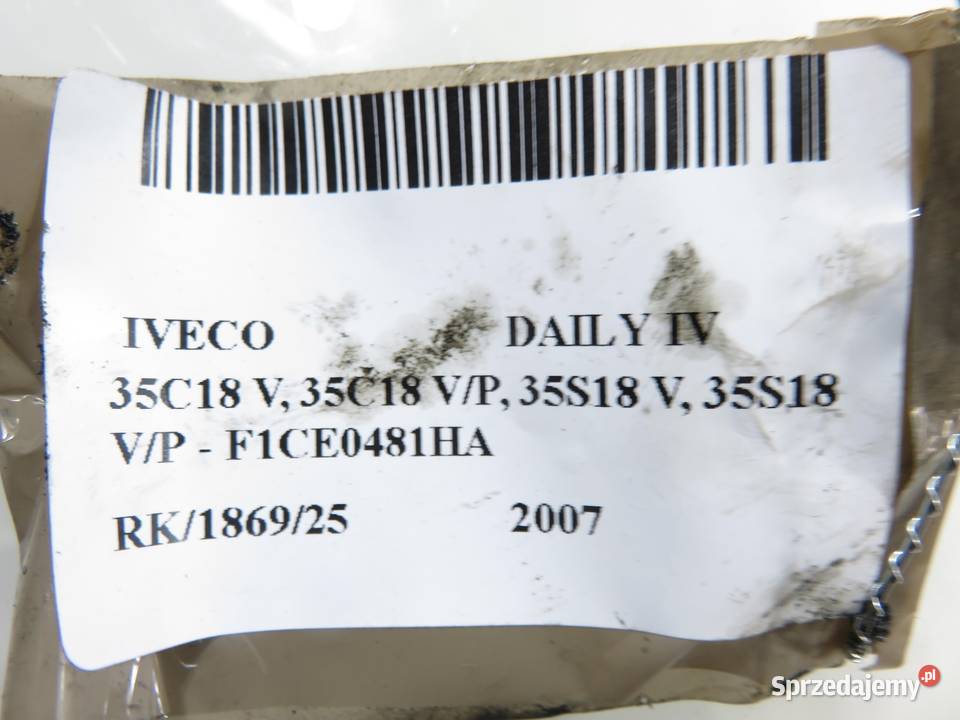 IVECO DAILY IV
35C18 V, 35C18 V/P, 35S18 V, 35S18
V/P - F1CE0481HA
RK/1869/25 2007
Sprzedajemy.pl